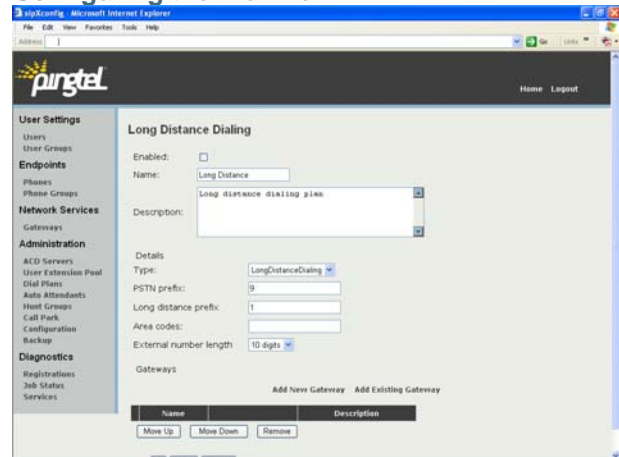 sipXconfig - Microsoft Internet Explorer
File Edit View Favorites Tools Help
Address
Go Links
pingtel
Home Logout
User Settings
Users
User Groups
Endpoints
Phones
Phone Groups
Network Services
Gateways
Administration
ACD Servers
User Extension Pool
Dial Plans
Auto Attendants
Hunt Groups
Call Park
Configuration
Backup
Diagnostics
Registrations
Job Status
Services
Long Distance Dialing
Enabled:
Name: Long Distance
Description: Long distance dialing plan
Details
Type: LongDistanceDialing
PSTN prefix: 9
Long distance prefix 1
Area codes:
External number length 10 digits
Gateways
Add New Gateway Add Existing Gateway
Name Description
Move Up Move Down Remove